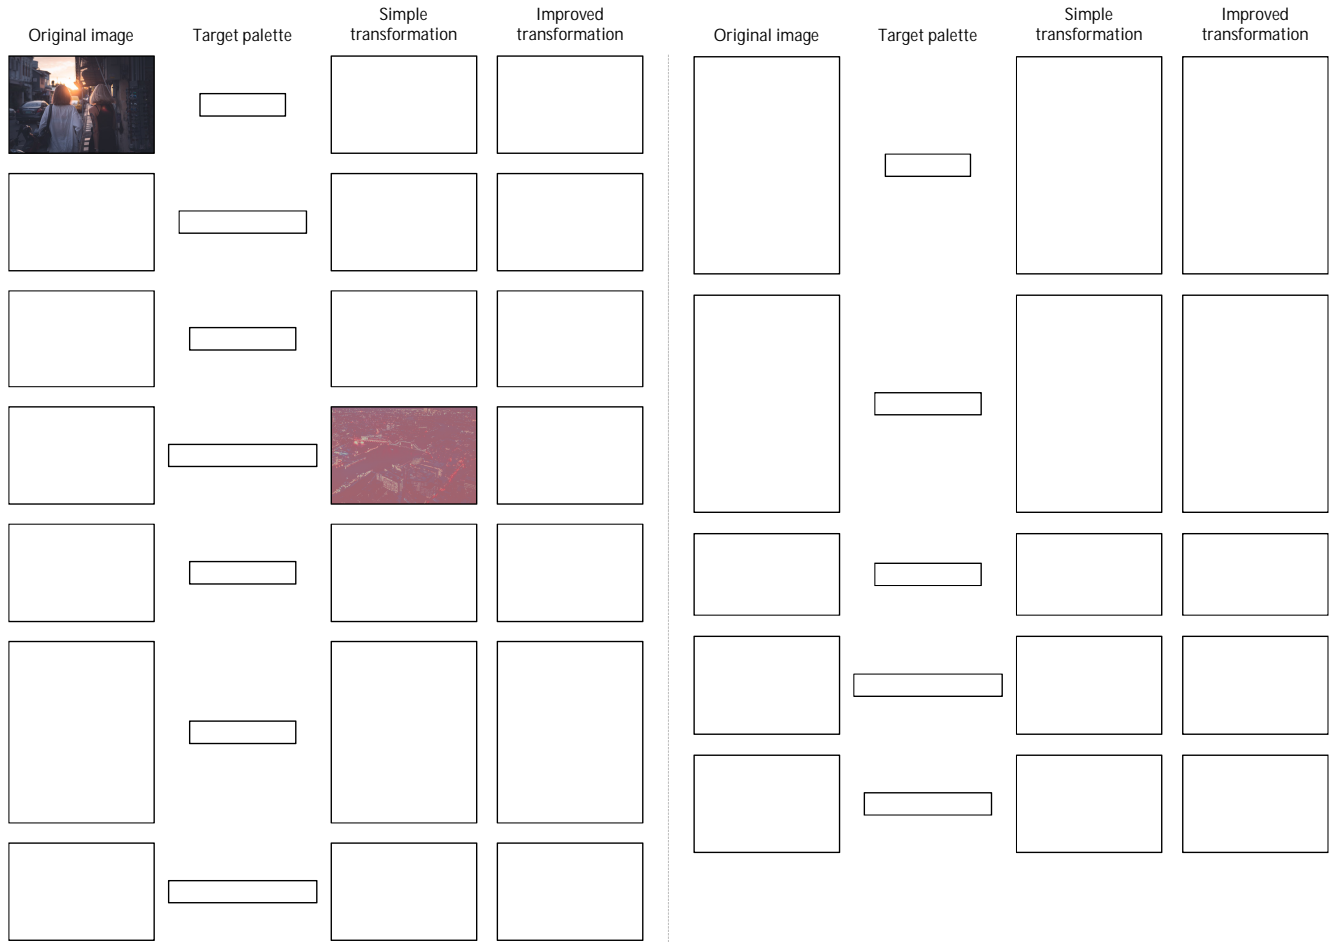 Original image
Target palette
Simple
transformation
Improved
transformation
Original image
Target palette
Simple
transformation
Improved
transformation